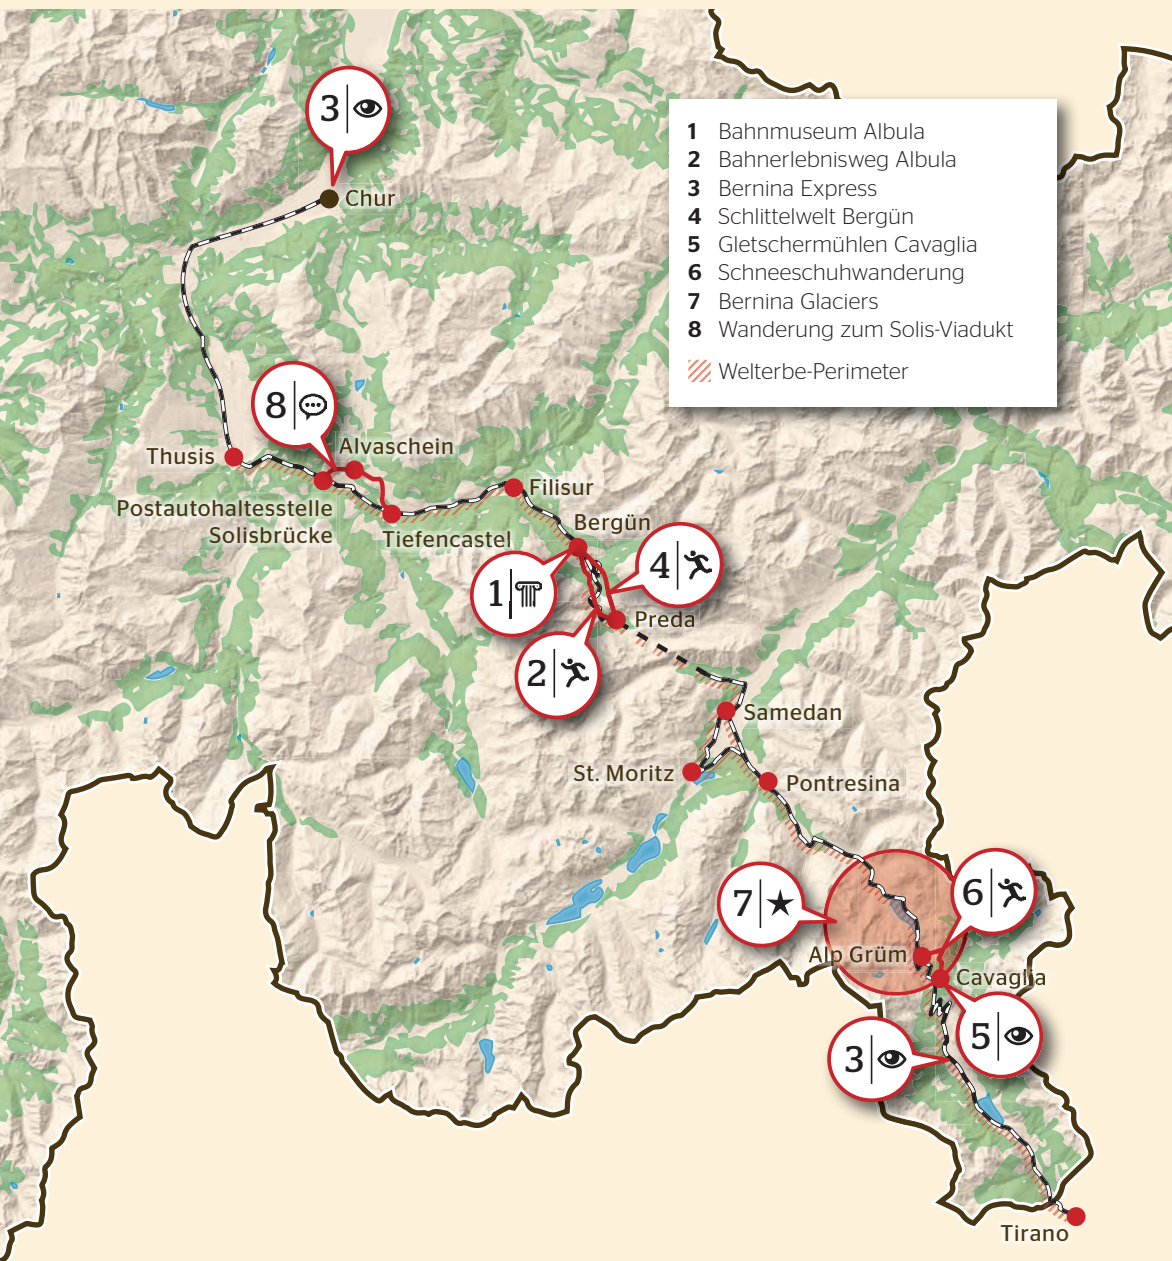 3
Chur
1 Bahnmuseum Albula
2 Bahnerlebnisweg Albula
3 Bernina Express
4 Schlittelwelt Bergün
5 Gletschermühlen Cavaglia
6 Schneeschuhwanderung
7 Bernina Glaciers
8 Wanderung zum Solis-Viadukt
Welterbe-Perimeter
8
Alvaschein
Thusis
Postautohaltesstelle
Solisbrücke
Tiefencastel
Filisur
Bergün
4
1
2
Preda
Samedan
St. Moritz
Pontresina
7
6
Alp Grüm
Cavaglia
5
3
Tirano